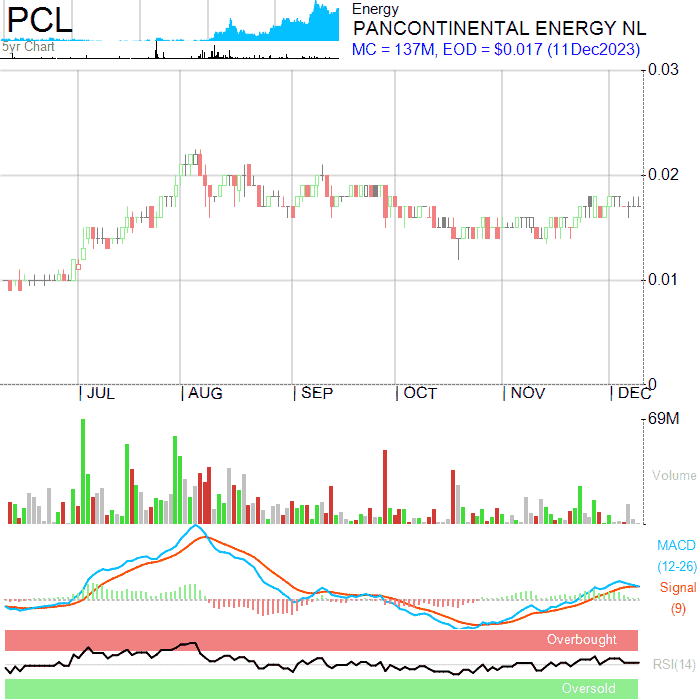 PCL
5yr Chart
Energy
PANCONTINENTAL ENERGY NL
MC = 137M, EOD = $0.017 (11Dec2023)
0.03
0.02
0.01
0
JUL AUG SEP OCT NOV DEC
69M
Volume
MACD
(12-26)
Signal
(9)
Overbought
RSI(14)
Oversold